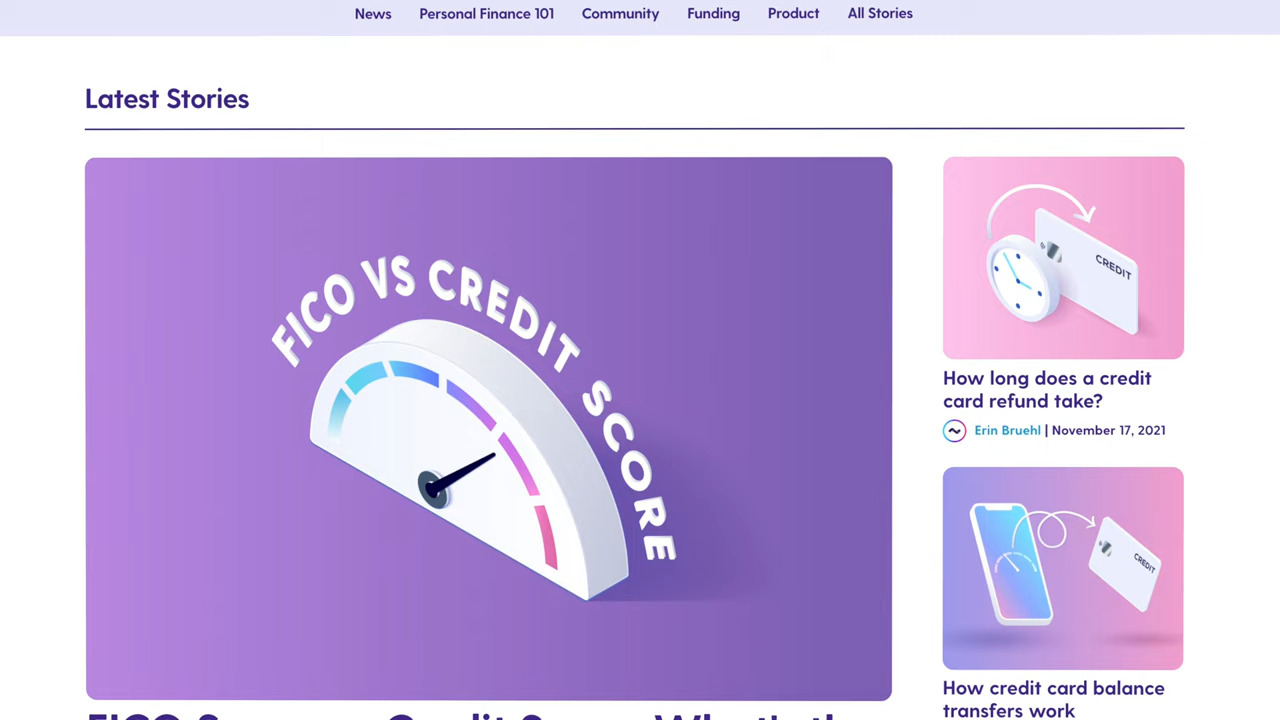 News Personal Finance 101 Community Funding Product All Stories
Latest Stories
FICO VS CREDIT SCORE
CREDIT
How long does a credit
card refund take?
Erin Bruehl | November 17, 2021
CREDIT
How credit card balance
transfers work